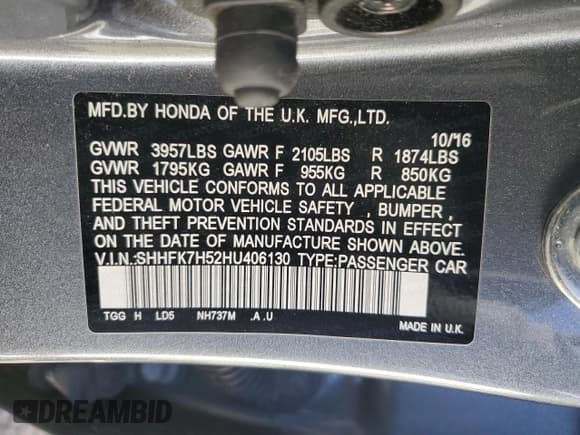 MFD.BY HONDA OF THE U.K. MFG.,LTD.
10/16
GVWR 3957LBS GAWR F 2105LBS R 1874LBS
GVWR 1795KG GAWR F 955KG R 850KG
THIS VEHICLE CONFORMS TO ALL APPLICABLE
FEDERAL MOTOR VEHICLE SAFETY , BUMPER ,
AND THEFT PREVENTION STANDARDS IN EFFECT
ON THE DATE OF MANUFACTURE SHOWN ABOVE.
V.I.N.:SHHFK7H52HU406130 TYPE:PASSENGER CAR
TGG H LD5 NH737M .A .U
MADE IN U.K.
DREAMBID